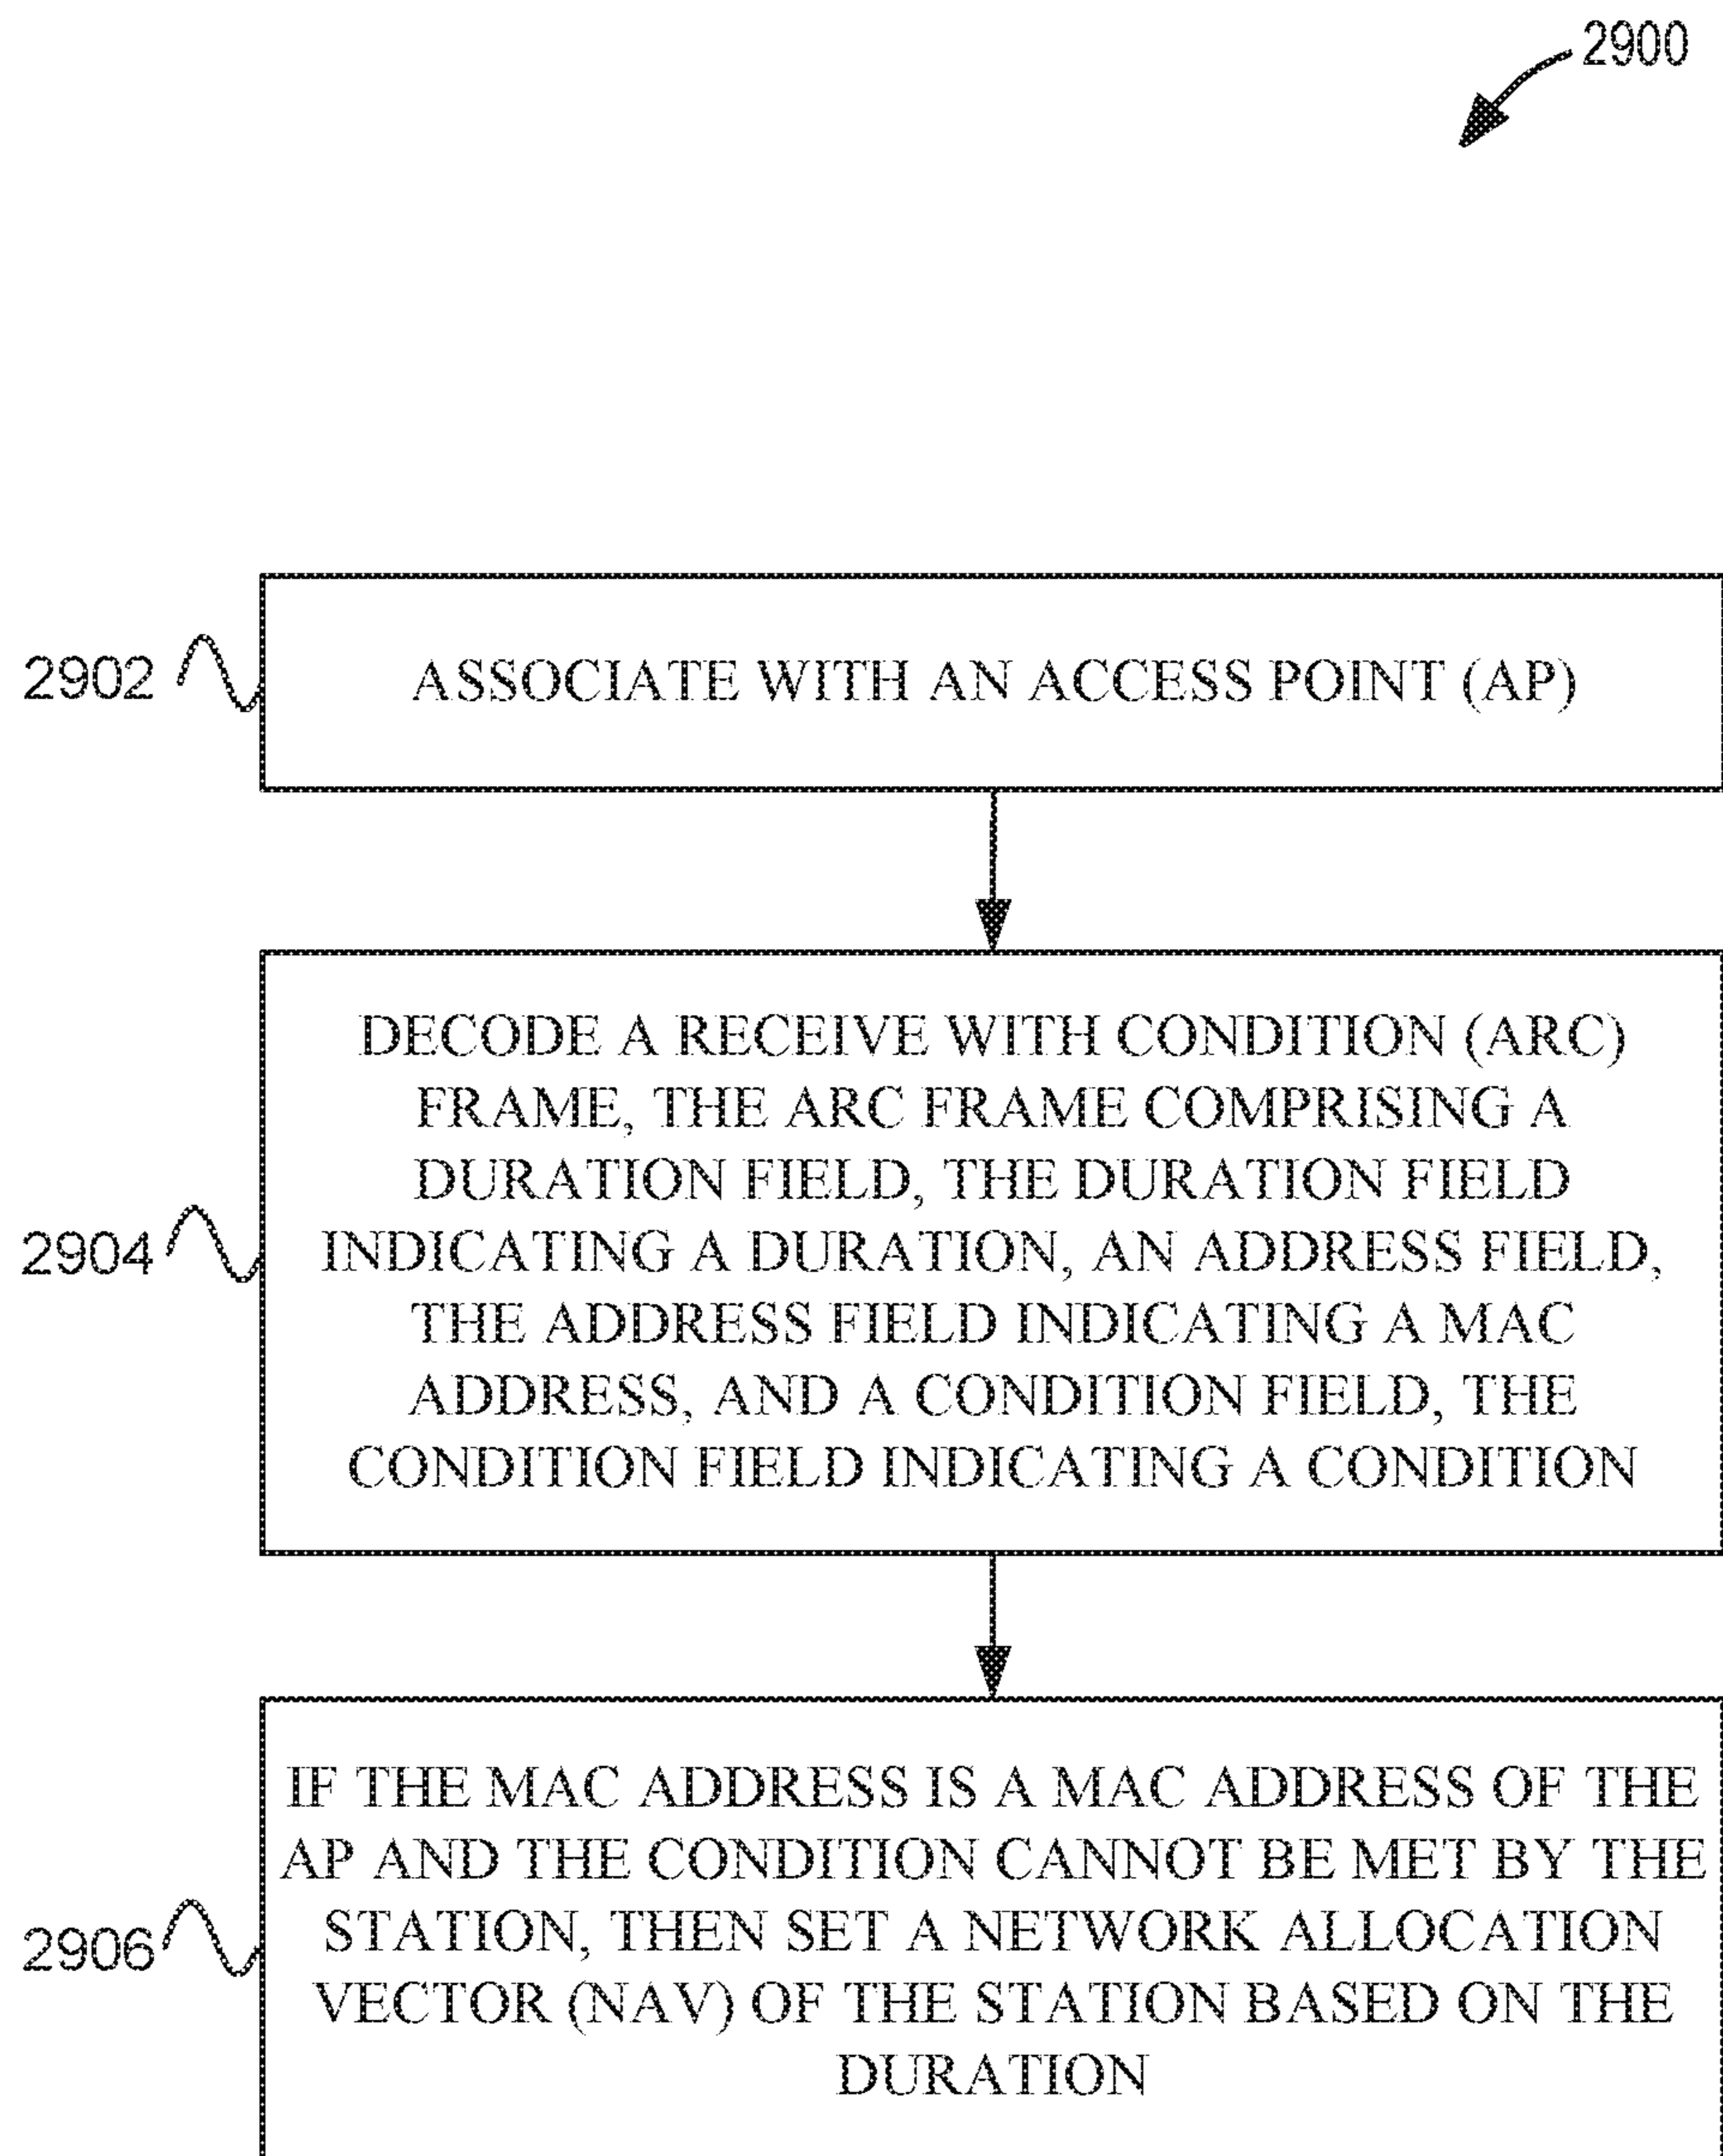 2900
2902
ASSOCIATE WITH AN ACCESS POINT (AP)
2904
DECODE A RECEIVE WITH CONDITION (ARC)
FRAME, THE ARC FRAME COMPRISING A
DURATION FIELD, THE DURATION FIELD
INDICATING A DURATION, AN ADDRESS FIELD,
THE ADDRESS FIELD INDICATING A MAC
ADDRESS, AND A CONDITION FIELD, THE
CONDITION FIELD INDICATING A CONDITION
2906
IF THE MAC ADDRESS IS A MAC ADDRESS OF THE
AP AND THE CONDITION CANNOT BE MET BY THE
STATION, THEN SET A NETWORK ALLOCATION
VECTOR (NAV) OF THE STATION BASED ON THE
DURATION